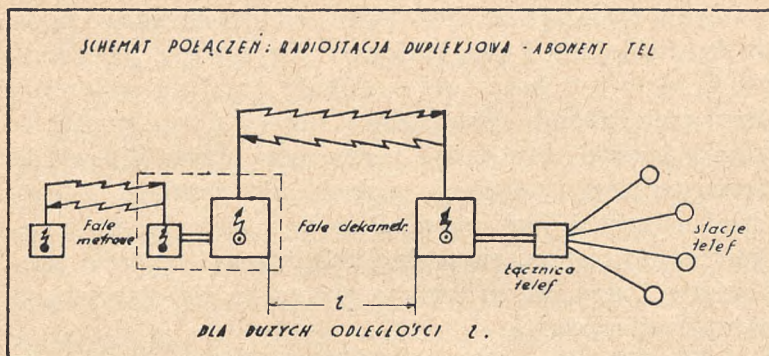 SCHEMAT POŁĄCZEŃ: RADIOSTACJA DUPLEKSOWA - ABONENT TEL
Fale
metrowe
Fale dekametr.
stacje
telef
Łącznica
telef
l
DLA DUŻYCH ODLEGŁOŚCI l.